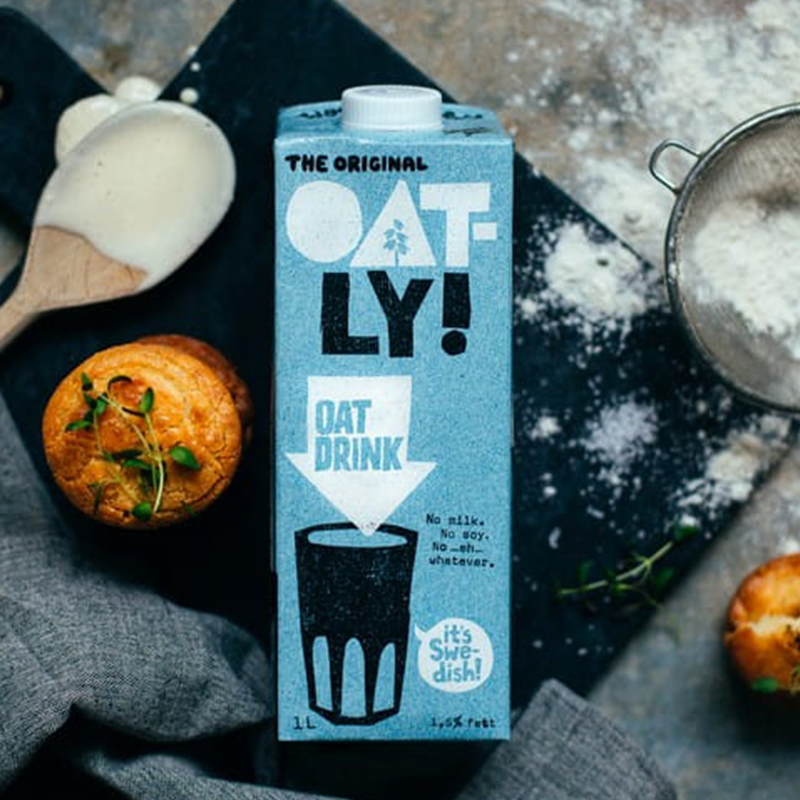 THE ORIGINAL
OAT-
LY!
OAT
DRINK
No milk.
No soy.
No …eh…
whatever.
it's
Swe-
dish!
1L
1,5% fett